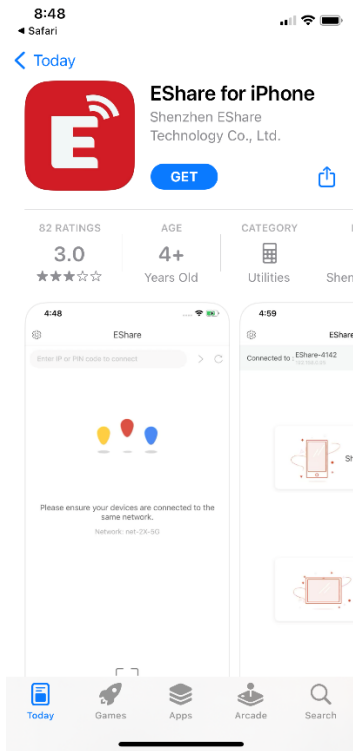 8:48
◀ Safari
Today
E
EShare for iPhone
Shenzhen EShare
Technology Co., Ltd.
GET
82 RATINGS
AGE
CATEGORY
3.0
4+
★★★☆☆
Years Old
Utilities
Shen
4:48
EShare
Enter IP or PIN code to connect
Please ensure your devices are connected to the
same network.
Network: net-2X-5G
4:59
EShare
Connected to : EShare-4142
Sh
Today
Games
Apps
Arcade
Search